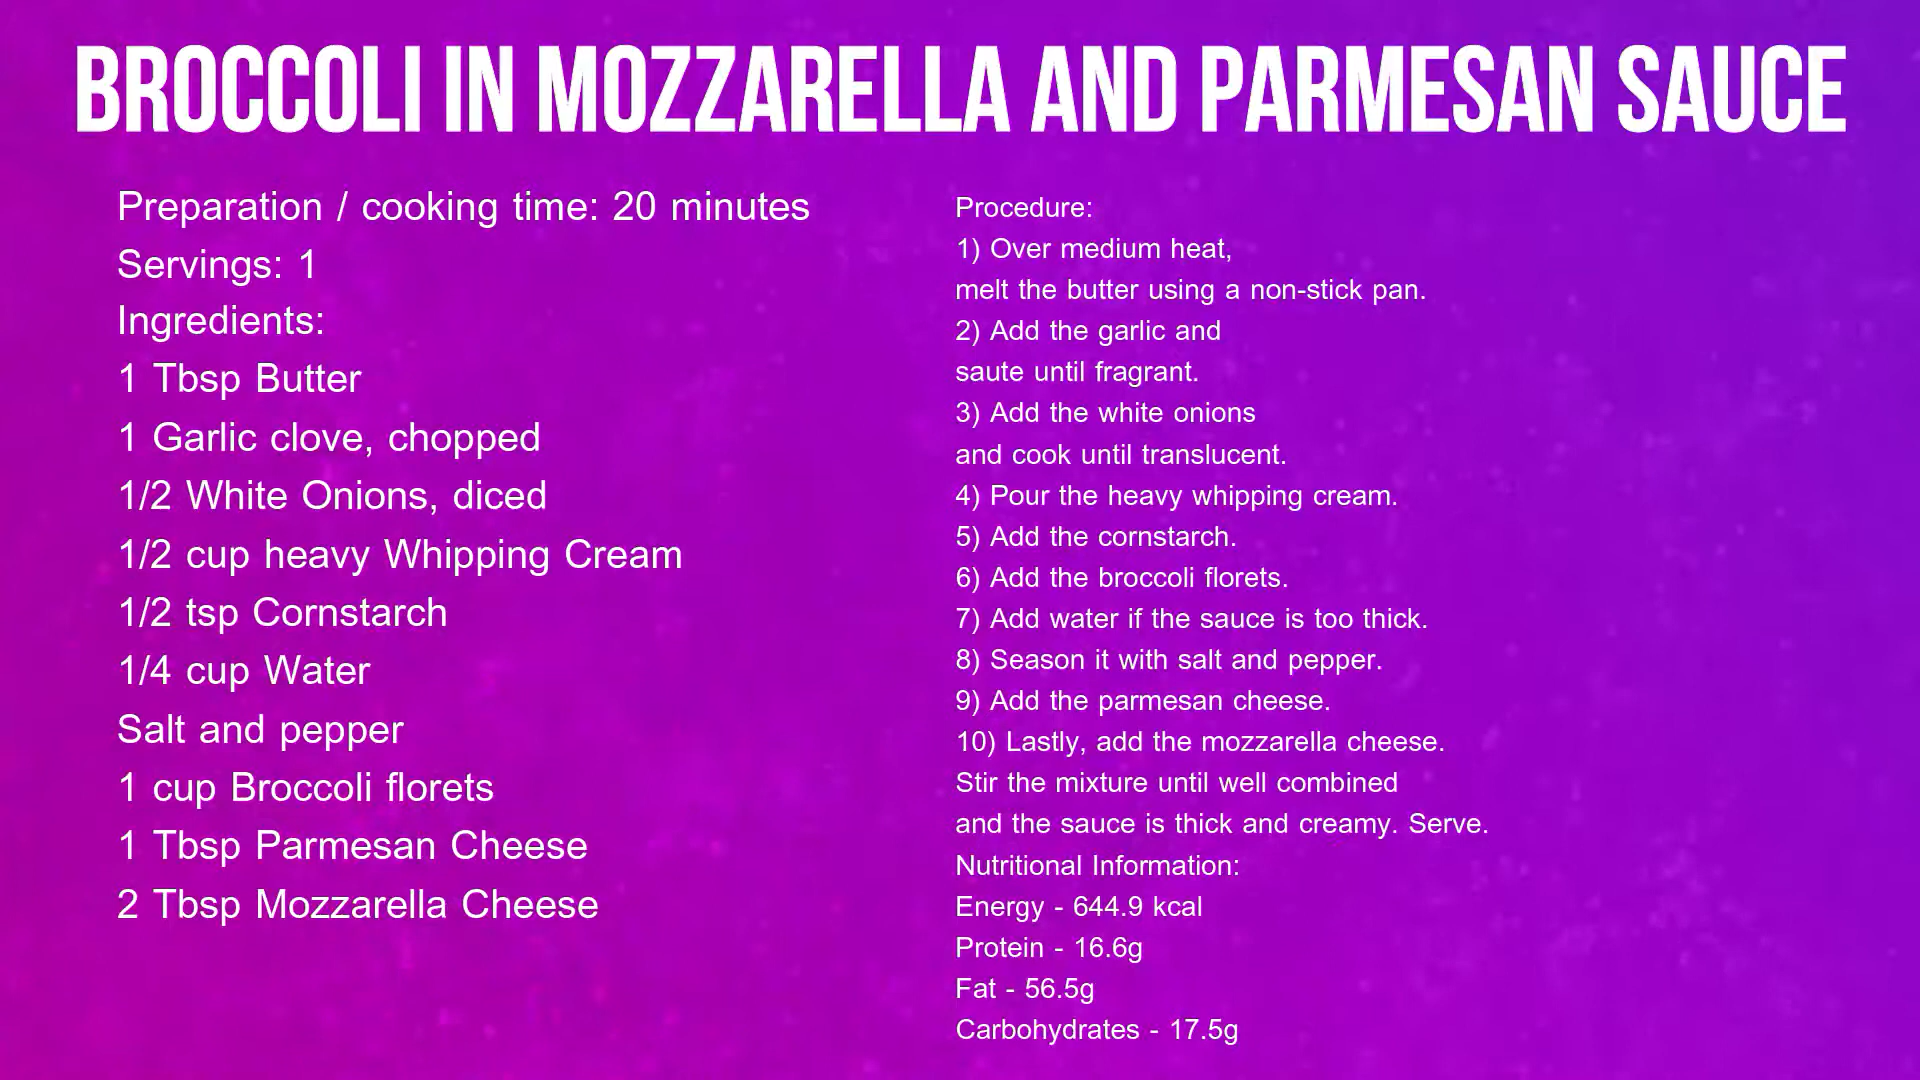 BROCCOLI IN MOZZARELLA AND PARMESAN SAUCE
Preparation / cooking time: 20 minutes
Servings: 1
Ingredients:
1 Tbsp Butter
1 Garlic clove, chopped
1/2 White Onions, diced
1/2 cup heavy Whipping Cream
1/2 tsp Cornstarch
1/4 cup Water
Salt and pepper
1 cup Broccoli florets
1 Tbsp Parmesan Cheese
2 Tbsp Mozzarella Cheese
Procedure:
1) Over medium heat,
melt the butter using a non-stick pan.
2) Add the garlic and
saute until fragrant.
3) Add the white onions
and cook until translucent.
4) Pour the heavy whipping cream.
5) Add the cornstarch.
6) Add the broccoli florets.
7) Add water if the sauce is too thick.
8) Season it with salt and pepper.
9) Add the parmesan cheese.
10) Lastly, add the mozzarella cheese.
Stir the mixture until well combined
and the sauce is thick and creamy. Serve.
Nutritional Information:
Energy - 644.9 kcal
Protein - 16.6g
Fat - 56.5g
Carbohydrates - 17.5g